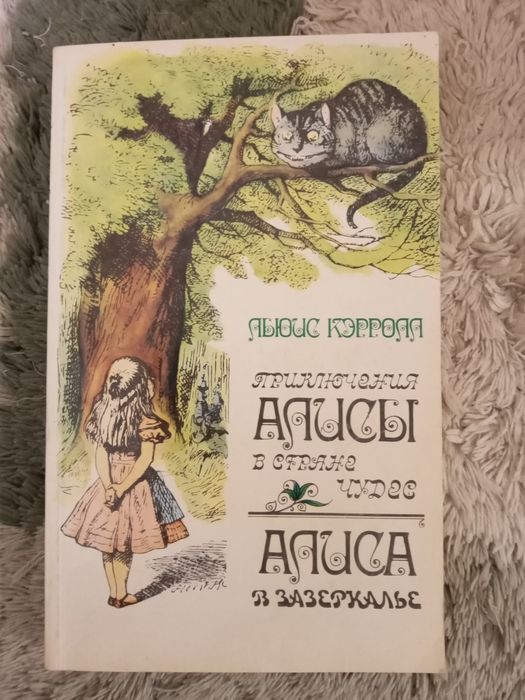 ЛЬЮИС КЭРРОЛЛ
ПРИКЛЮЧЕНИЯ
АЛИСЫ
В СТРАНЕ
ЧУДЕС
АЛИСА
В ЗАЗЕРКАЛЬЕ